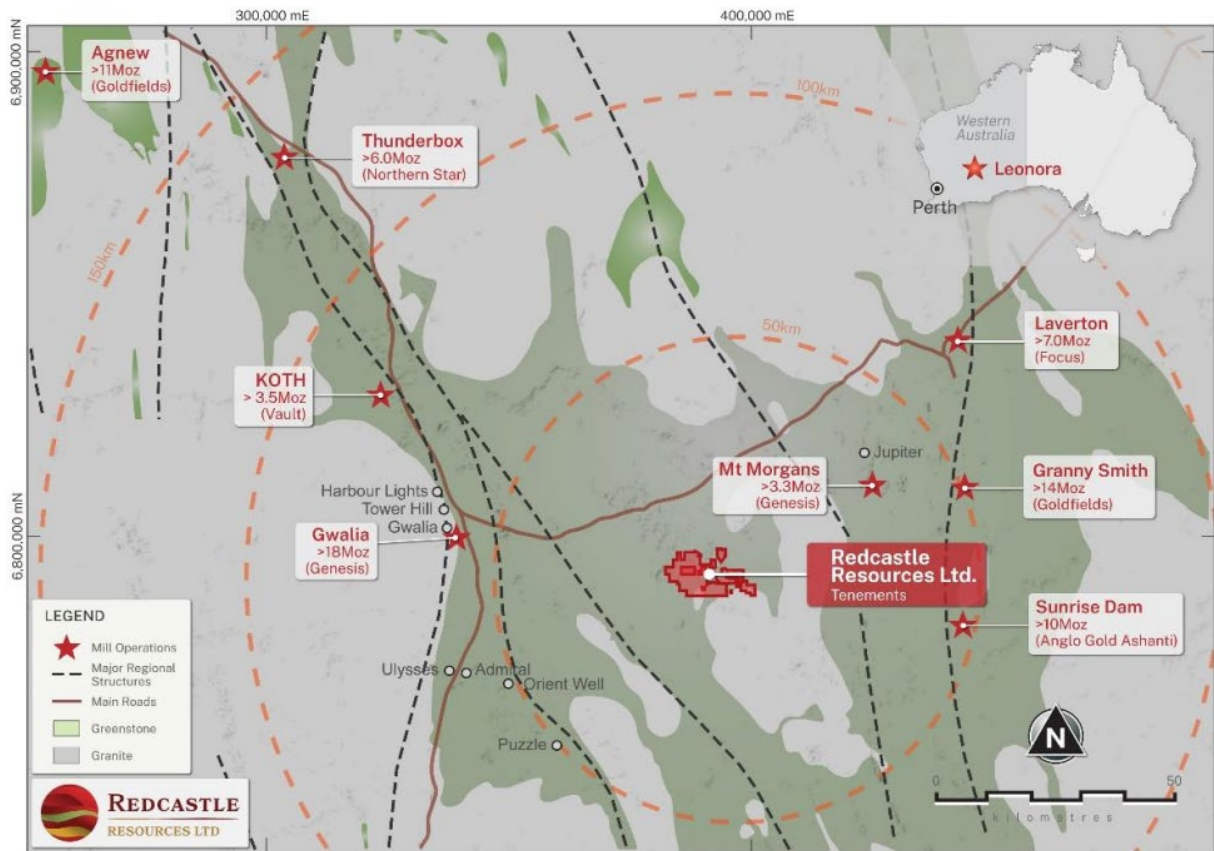 300,000 mE
400,000 mE
6,900,000 mN
6,800,000 mN
Agnew
>11Moz
(Goldfields)
Thunderbox
>6.0Moz
(Northern Star)
150km
100km
50km
Western
Australia
Leonora
Perth
KOTH
> 3.5Moz
(Vault)
Laverton
>7.0Moz
(Focus)
Jupiter
Mt Morgans
>3.3Moz
(Genesis)
Granny Smith
>14Moz
(Goldfields)
Harbour Lights
Tower Hill
Gwalia
Gwalia
>18Moz
(Genesis)
Redcastle
Resources Ltd.
Tenements
Sunrise Dam
>10Moz
(Anglo Gold Ashanti)
Ulysses
Admiral
Orient Well
Puzzle
LEGEND
Mill Operations
Major Regional
Structures
Main Roads
Greenstone
Granite
N
0
50
kilometres
REDCASTLE
RESOURCES LTD